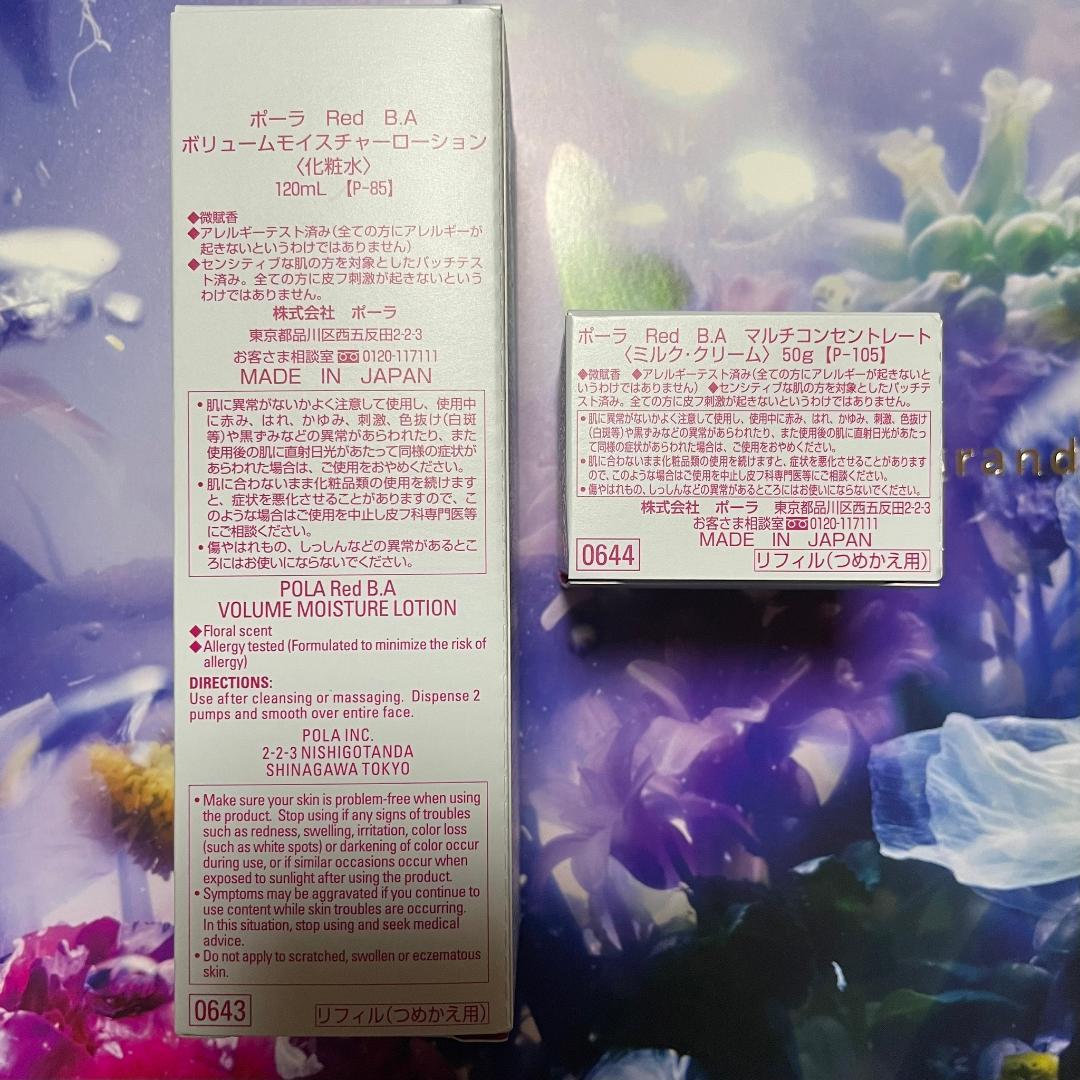 ポーラ Red B.A
ボリュームモイスチャーローション
〈化粧水〉
120mL 【P-85】
◆微賦香
◆アレルギーテスト済み(全ての方にアレルギーが
起きないというわけではありません)
◆センシティブな肌の方を対象としたパッチテス
ト済み。全ての方に皮フ刺激が起きないという
わけではありません。
株式会社 ポーラ
東京都品川区西五反田2-2-3
お客さま相談室 0120-117111
MADE IN JAPAN
• 肌に異常がないかよく注意して使用し、使用中
に赤み、はれ、かゆみ、刺激、色抜け(白斑
等)や黒ずみなどの異常があらわれたり、また
使用後の肌に直射日光があたって同様の症状が
あらわれた場合は、ご使用をおやめください。
• 肌に合わないまま化粧品類の使用を続けます
と、症状を悪化させることがありますので、こ
のような場合はご使用を中止し皮フ科専門医等
にご相談ください。
• 傷やはれもの、しっしんなどの異常があるとこ
ろにはお使いにならないでください。
POLA Red B.A
VOLUME MOISTURE LOTION
◆Floral scent
◆Allergy tested (Formulated to minimize the risk of
allergy)
DIRECTIONS:
Use after cleansing or massaging. Dispense 2
pumps and smooth over entire face.
POLA INC.
2-2-3 NISHIGOTANDA
SHINAGAWA TOKYO
• Make sure your skin is problem-free when using
the product. Stop using if any signs of troubles
such as redness, swelling, irritation, color loss
(such as white spots) or darkening of color occur
during use, or if similar occasions occur when
exposed to sunlight after using the product.
• Symptoms may be aggravated if you continue to
use content while skin troubles are occurring.
In this situation, stop using and seek medical
advice.
• Do not apply to scratched, swollen or eczematous
skin.
0643
リフィル(つめかえ用)
ポーラ Red B.A マルチコンセントレート
〈ミルク・クリーム〉 50g【P-105】
◆微賦香 ◆アレルギーテスト済み(全ての方にアレルギーが起きないと
いうわけではありません) ◆センシティブな肌の方を対象としたパッチテ
スト済み。全ての方に皮フ刺激が起きないというわけではありません。
• 肌に異常がないかよく注意して使用し、使用中に赤み、はれ、かゆみ、刺激、色抜け
(白斑等)や黒ずみなどの異常があらわれたり、また使用後の肌に直射日光があたっ
て同様の症状があらわれた場合は、ご使用をおやめください。
• 肌に合わないまま化粧品類の使用を続けますと、症状を悪化させることがあります
ので、このような場合はご使用を中止し皮フ科専門医等にご相談ください。
• 傷やはれもの、しっしんなどの異常があるところにはお使いにならないでください。
株式会社 ポーラ 東京都品川区西五反田2-2-3
お客さま相談室 0120-117111
MADE IN JAPAN
0644
リフィル(つめかえ用)
rand